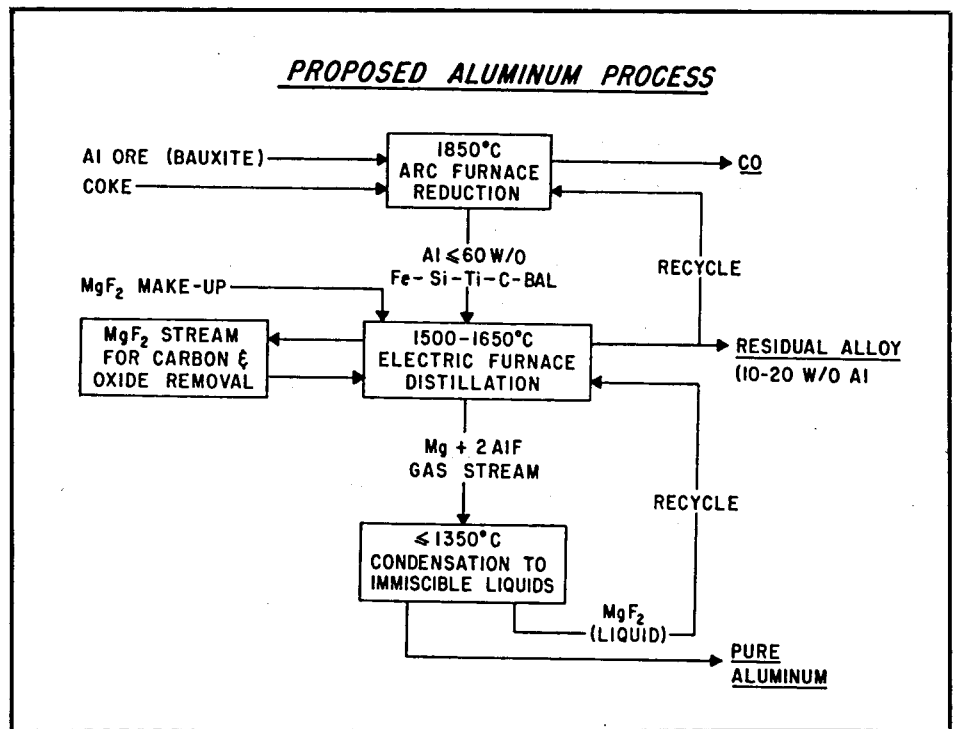 PROPOSED ALUMINUM PROCESS
Al ORE (BAUXITE)
COKE
1850°C
ARC FURNACE
REDUCTION
CO
Al ⩽ 60 W/O
Fe-Si-Ti-C-BAL
RECYCLE
MgF₂ MAKE-UP
MgF₂ STREAM
FOR CARBON &
OXIDE REMOVAL
1500-1650°C
ELECTRIC FURNACE
DISTILLATION
RESIDUAL ALLOY
(10-20 W/O Al
Mg + 2AlF
GAS STREAM
RECYCLE
⩽ 1350°C
CONDENSATION TO
IMMISCIBLE LIQUIDS
MgF₂
(LIQUID)
PURE
ALUMINUM